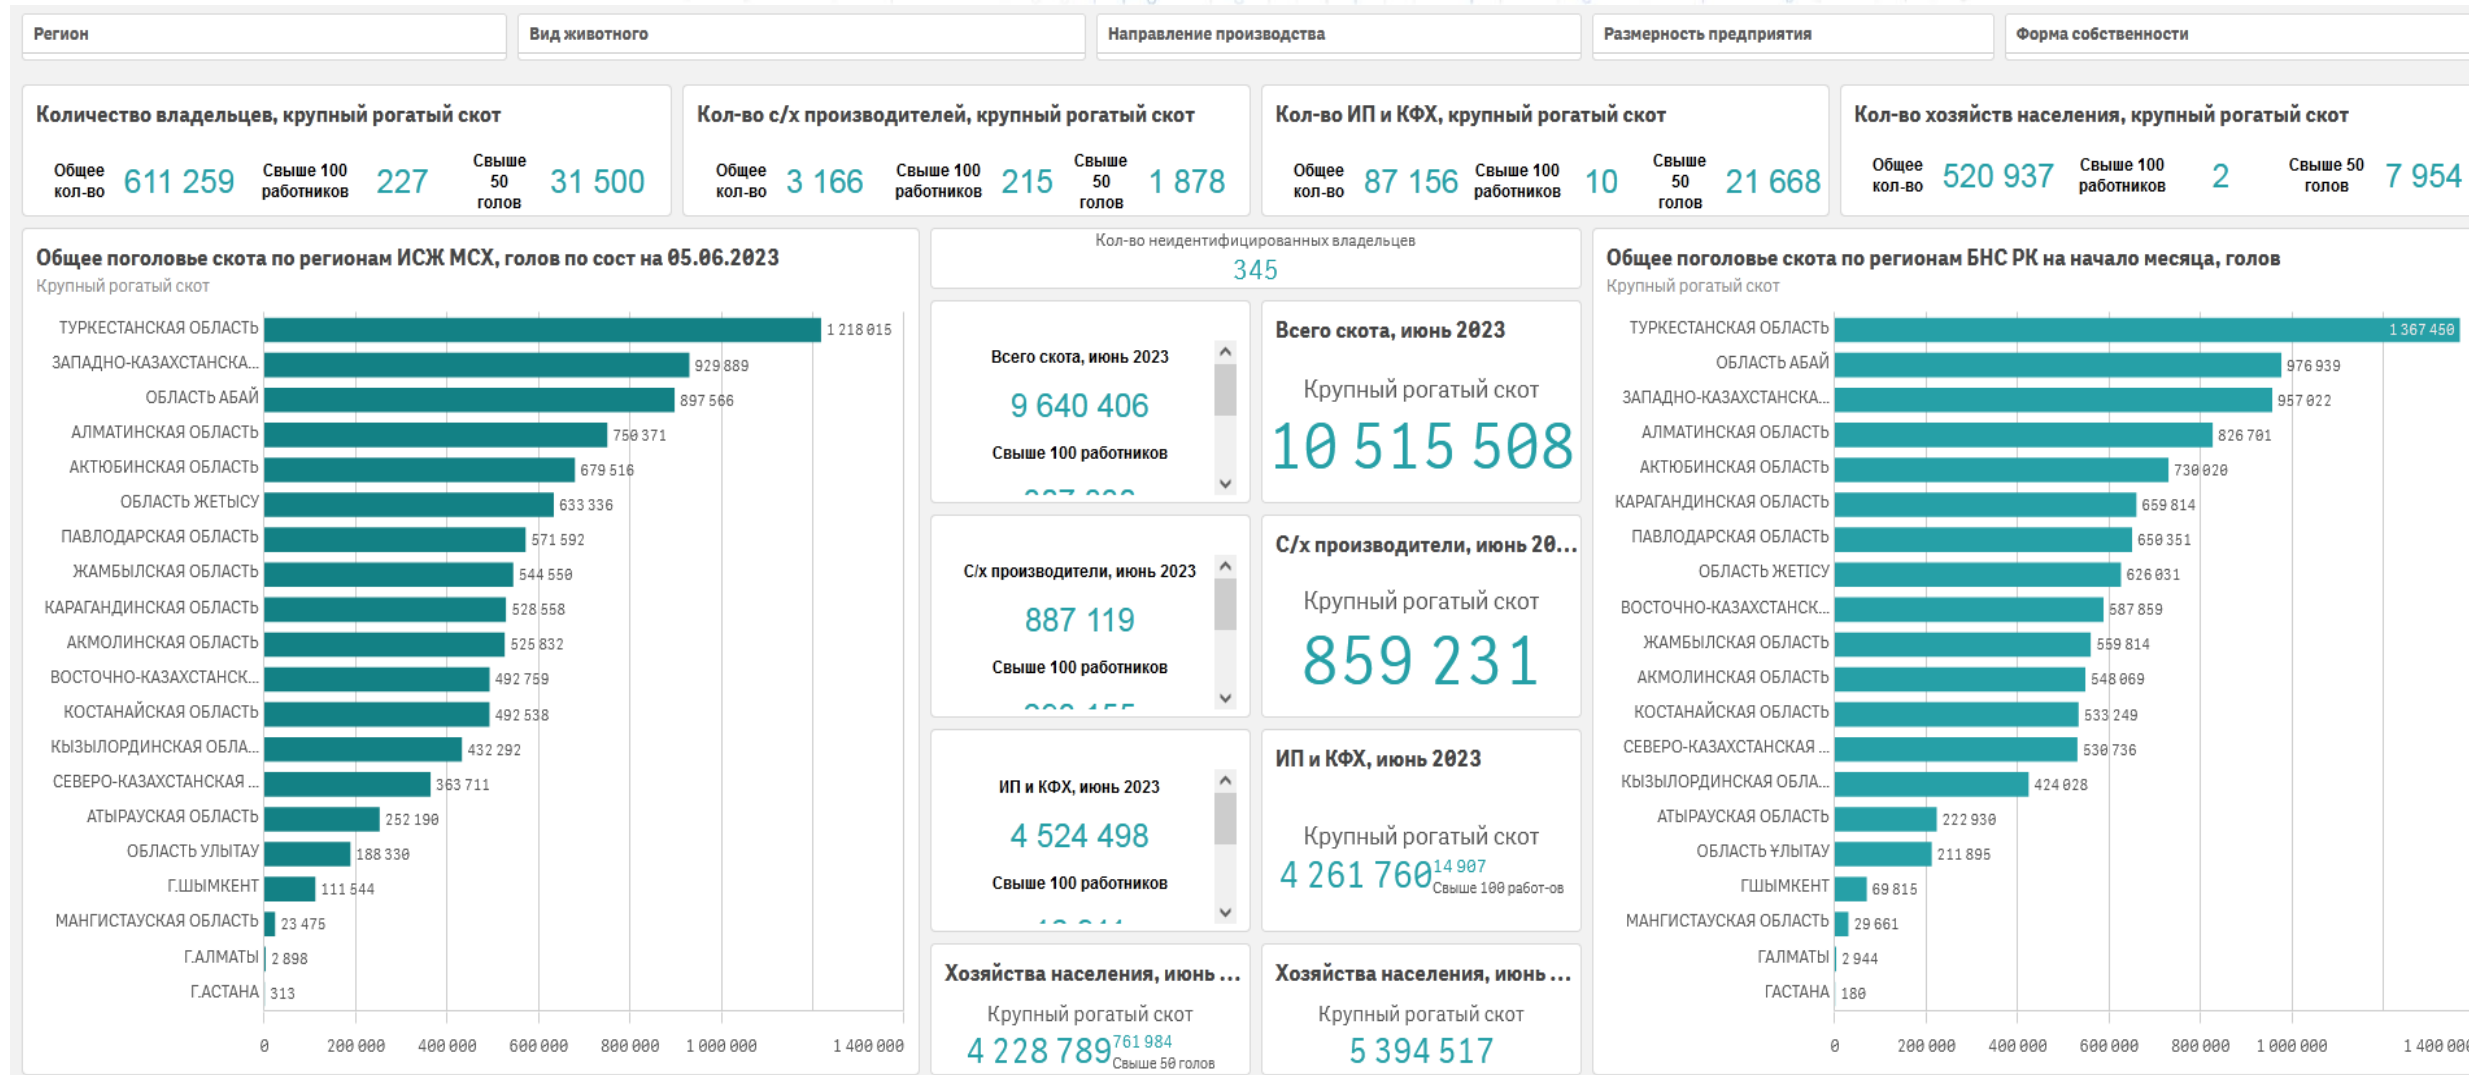 Регион
Вид животного
Направление производства
Размерность предприятия
Форма собственности
Количество владельцев, крупный рогатый скот
Общее кол-во 611 259
Свыше 100 работников 227
Свыше 50 голов 31 500
Кол-во с/х производителей, крупный рогатый скот
Общее кол-во 3 166
Свыше 100 работников 215
Свыше 50 голов 1 878
Кол-во ИП и КФХ, крупный рогатый скот
Общее кол-во 87 156
Свыше 100 работников 10
Свыше 50 голов 21 668
Кол-во хозяйств населения, крупный рогатый скот
Общее кол-во 520 937
Свыше 100 работников 2
Свыше 50 голов 7 954
Общее поголовье скота по регионам ИСЖ МСХ, голов по сост на 05.06.2023
Крупный рогатый скот
ТУРКЕСТАНСКАЯ ОБЛАСТЬ 1 218 015
ЗАПАДНО-КАЗАХСТАНСКА... 929 889
ОБЛАСТЬ АБАЙ 897 566
АЛМАТИНСКАЯ ОБЛАСТЬ 750 371
АКТЮБИНСКАЯ ОБЛАСТЬ 679 516
ОБЛАСТЬ ЖЕТЫСУ 633 336
ПАВЛОДАРСКАЯ ОБЛАСТЬ 571 592
ЖАМБЫЛСКАЯ ОБЛАСТЬ 544 550
КАРАГАНДИНСКАЯ ОБЛАСТЬ 528 558
АКМОЛИНСКАЯ ОБЛАСТЬ 525 832
ВОСТОЧНО-КАЗАХСТАНСК... 492 759
КОСТАНАЙСКАЯ ОБЛАСТЬ 492 538
КЫЗЫЛОРДИНСКАЯ ОБЛА... 432 292
СЕВЕРО-КАЗАХСТАНСКАЯ ... 363 711
АТЫРАУСКАЯ ОБЛАСТЬ 252 190
ОБЛАСТЬ УЛЫТАУ 188 330
Г.ШЫМКЕНТ 111 544
МАНГИСТАУСКАЯ ОБЛАСТЬ 23 475
Г.АЛМАТЫ 2 898
Г.АСТАНА 313
0 200 000 400 000 600 000 800 000 1 000 000 1 400 000
Кол-во неидентифицированных владельцев
345
Всего скота, июнь 2023
9 640 406
Свыше 100 работников
Всего скота, июнь 2023
Крупный рогатый скот
10 515 508
С/х производители, июнь 2023
887 119
Свыше 100 работников
С/х производители, июнь 20...
Крупный рогатый скот
859 231
ИП и КФХ, июнь 2023
4 524 498
Свыше 100 работников
ИП и КФХ, июнь 2023
Крупный рогатый скот
4 261 760 14 907
Свыше 100 работ-ов
Хозяйства населения, июнь ...
Крупный рогатый скот
4 228 789 761 984
Свыше 50 голов
Хозяйства населения, июнь ...
Крупный рогатый скот
5 394 517
Общее поголовье скота по регионам БНС РК на начало месяца, голов
Крупный рогатый скот
ТУРКЕСТАНСКАЯ ОБЛАСТЬ 1 367 450
ОБЛАСТЬ АБАЙ 976 939
ЗАПАДНО-КАЗАХСТАНСКА... 957 022
АЛМАТИНСКАЯ ОБЛАСТЬ 826 701
АКТЮБИНСКАЯ ОБЛАСТЬ 730 020
КАРАГАНДИНСКАЯ ОБЛАСТЬ 659 814
ПАВЛОДАРСКАЯ ОБЛАСТЬ 650 351
ОБЛАСТЬ ЖЕТІСУ 626 031
ВОСТОЧНО-КАЗАХСТАНСК... 587 859
ЖАМБЫЛСКАЯ ОБЛАСТЬ 559 814
АКМОЛИНСКАЯ ОБЛАСТЬ 548 069
КОСТАНАЙСКАЯ ОБЛАСТЬ 533 249
СЕВЕРО-КАЗАХСТАНСКАЯ ... 530 736
КЫЗЫЛОРДИНСКАЯ ОБЛА... 424 028
АТЫРАУСКАЯ ОБЛАСТЬ 222 930
ОБЛАСТЬ ҰЛЫТАУ 211 895
ГШЫМКЕНТ 69 815
МАНГИСТАУСКАЯ ОБЛАСТЬ 29 661
ГАЛМАТЫ 2 944
ГАСТАНА 180
0 200 000 400 000 600 000 800 000 1 000 000 1 400 000